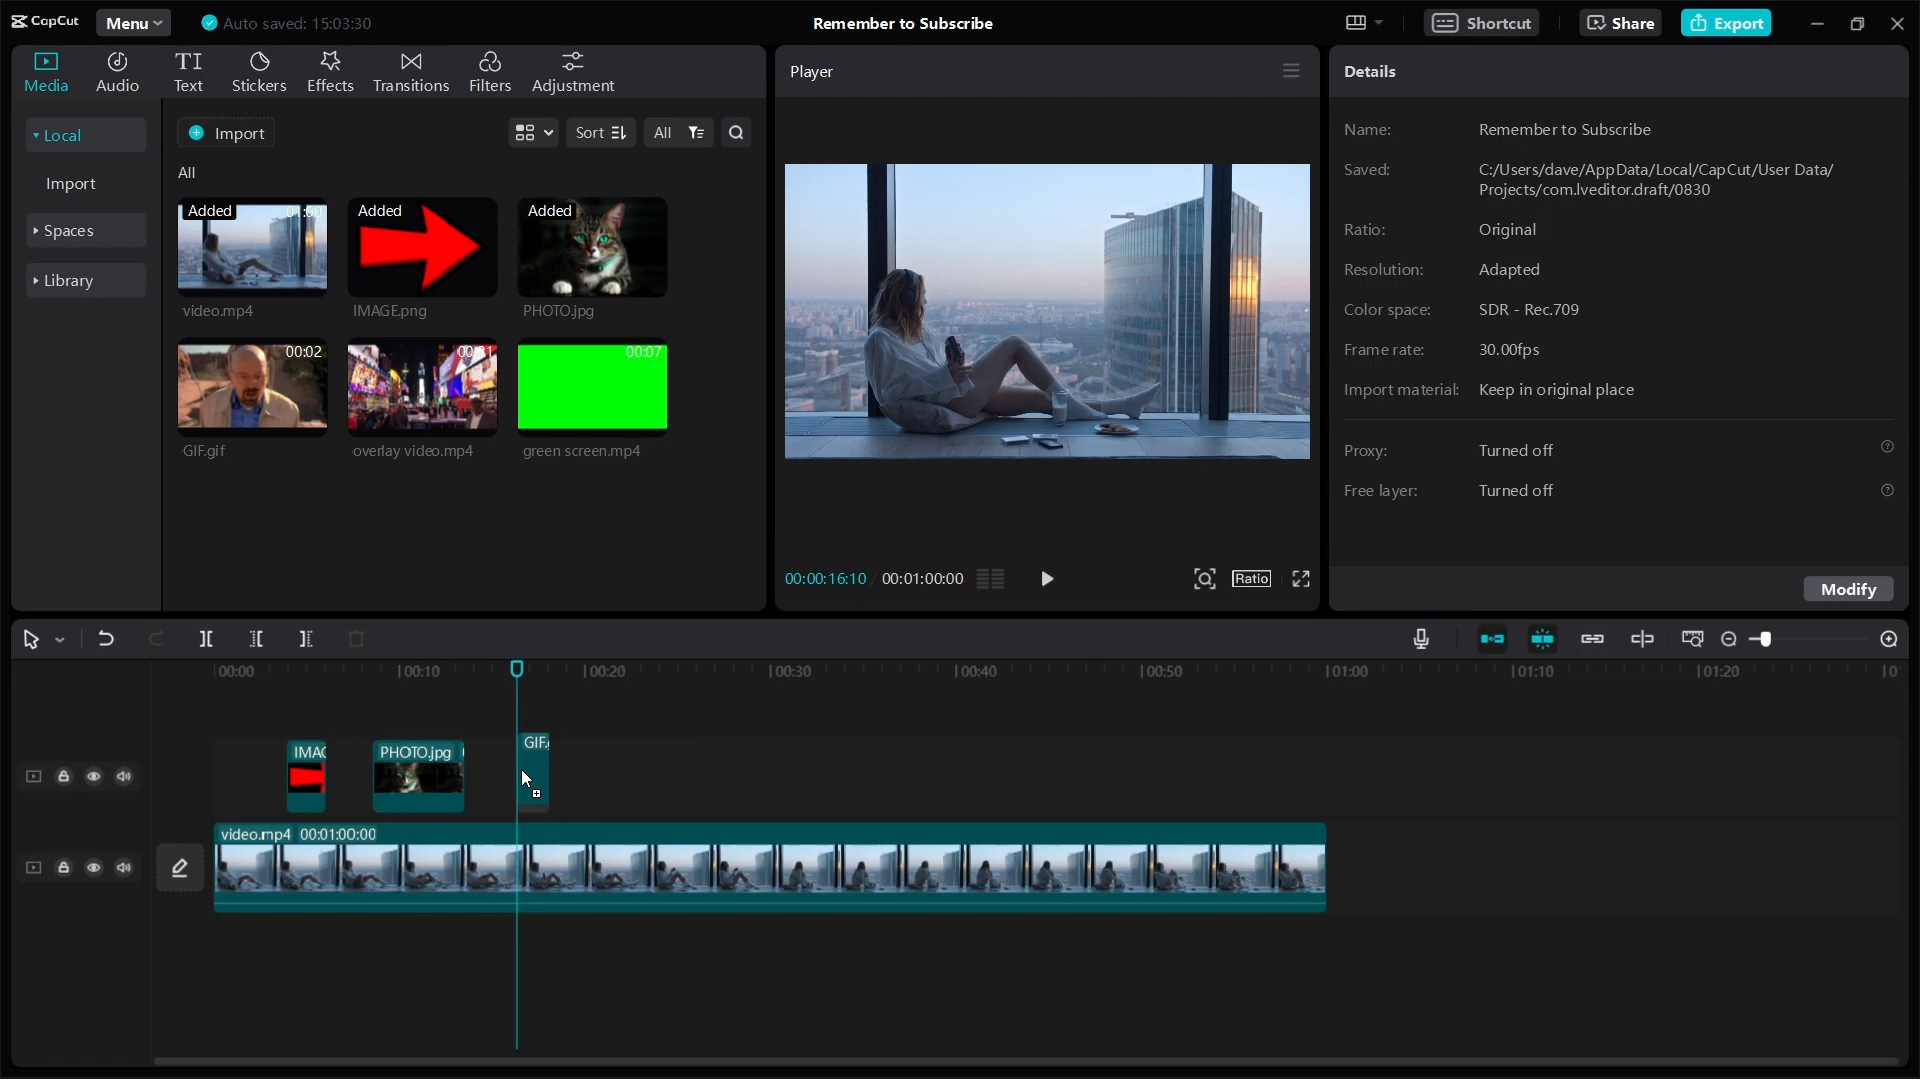 CapCut
Menu
Auto saved: 15:03:30
Remember to Subscribe
Shortcut
Share
Export
Media
Audio
Text
Stickers
Effects
Transitions
Filters
Adjustment
Local
Import
Spaces
Library
Import
Sort
All
All
Added
01:00
video.mp4
Added
IMAGE.png
Added
PHOTO.jpg
00:02
GIF.gif
overlay video.mp4
00:07
green screen.mp4
Player
00:00:16:10
00:01:00:00
Ratio
Details
Name:
Remember to Subscribe
Saved:
C:/Users/dave/AppData/Local/CapCut/User Data/
Projects/com.lveditor.draft/0830
Ratio:
Original
Resolution:
Adapted
Color space:
SDR - Rec.709
Frame rate:
30.00fps
Import material:
Keep in original place
Proxy:
Turned off
Free layer:
Turned off
Modify
00:00
00:10
00:20
00:30
00:40
00:50
01:00
01:10
01:20
IMAG
PHOTO.jpg
GIF.
video.mp4 00:01:00:00